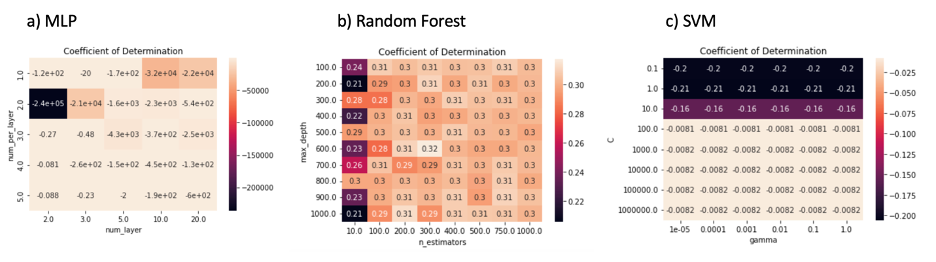 a) MLP
Coefficient of Determination
num_per_layer
1.0 -1.2e+02 -20 -1.7e+02 -3.2e+04 -2.2e+04
2.0 -2.4e+05 -2.1e+04 -1.6e+03 -2.3e+03 -5.4e+02
3.0 -0.27 -0.48 -4.3e+03 -3.7e+02 -2.5e+03
4.0 -0.081 -2.6e+02 -1.5e+02 -4.5e+02 -1.3e+02
5.0 -0.088 -0.23 -2 -1.9e+02 -6e+02
2.0 3.0 5.0 10.0 20.0
num_layer
-50000
-100000
-150000
-200000
b) Random Forest
Coefficient of Determination
max_depth
100.0 0.24 0.31 0.3 0.31 0.31 0.3 0.31 0.3
200.0 0.21 0.29 0.3 0.31 0.3 0.3 0.31 0.3
300.0 0.28 0.28 0.3 0.3 0.31 0.3 0.31 0.3
400.0 0.22 0.31 0.3 0.3 0.31 0.31 0.3 0.3
500.0 0.29 0.3 0.3 0.3 0.31 0.3 0.31 0.3
600.0 0.23 0.28 0.31 0.32 0.3 0.3 0.3 0.3
700.0 0.26 0.31 0.29 0.29 0.31 0.3 0.31 0.3
800.0 0.3 0.3 0.3 0.3 0.3 0.31 0.3 0.3
900.0 0.23 0.3 0.31 0.3 0.31 0.3 0.31 0.3
1000.0 0.21 0.29 0.31 0.29 0.31 0.31 0.31 0.3
10.0 100.0 200.0 300.0 400.0 500.0 750.0 1000.0
n_estimators
0.30
0.28
0.26
0.24
0.22
c) SVM
Coefficient of Determination
C
0.1 -0.2 -0.2 -0.2 -0.2 -0.2 -0.2
1.0 -0.21 -0.21 -0.21 -0.21 -0.21 -0.21
10.0 -0.16 -0.16 -0.16 -0.16 -0.16 -0.16
100.0 -0.0081 -0.0081 -0.0081 -0.0081 -0.0081 -0.0081
1000.0 -0.0082 -0.0082 -0.0082 -0.0082 -0.0082 -0.0082
10000.0 -0.0082 -0.0082 -0.0082 -0.0082 -0.0082 -0.0082
100000.0 -0.0082 -0.0082 -0.0082 -0.0082 -0.0082 -0.0082
1000000.0 -0.0082 -0.0082 -0.0082 -0.0082 -0.0082 -0.0082
1e-05 0.0001 0.001 0.01 0.1 1.0
gamma
-0.025
-0.050
-0.075
-0.100
-0.125
-0.150
-0.175
-0.200